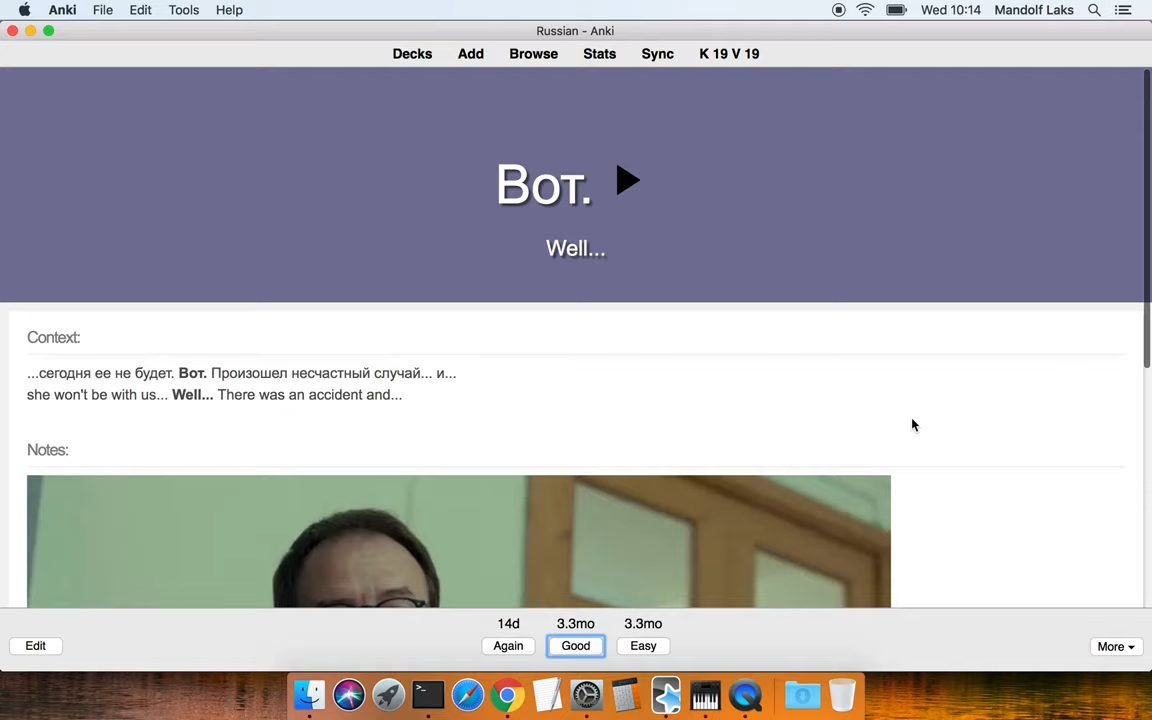 Anki File Edit Tools Help Wed 10:14 Mandolf Laks
Russian - Anki
Decks Add Browse Stats Sync K 19 V 19
Вот.
Well...
Context:
...сегодня ее не будет. Вот. Произошел несчастный случай... и...
she won't be with us... Well... There was an accident and...
Notes:
14d 3.3mo 3.3mo
Edit Again Good Easy More